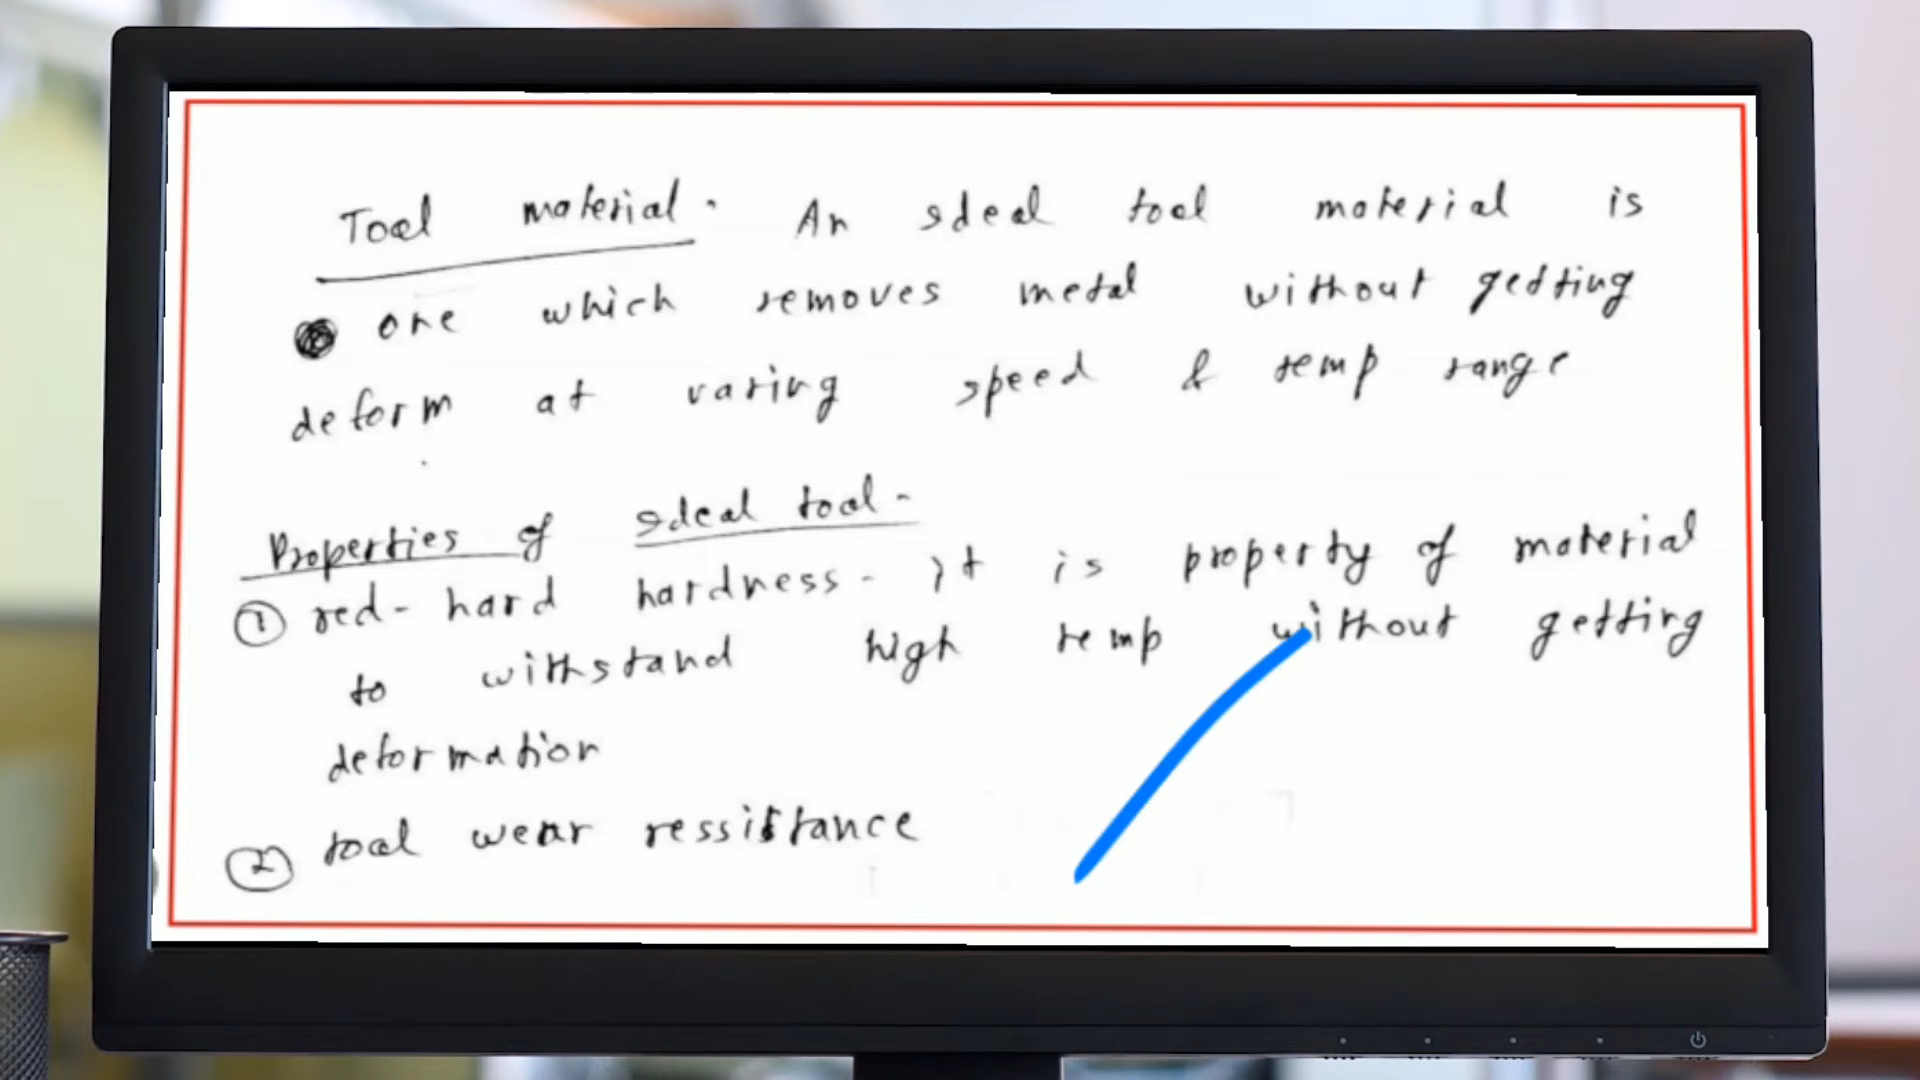 Tool material. An Ideal tool material is
one which removes metal without getting
deform at varing speed & temp range
Properties of Ideal tool-
① red-hard hardness- it is property of material
to withstand high temp without getting
deformation
② tool wear ressistance